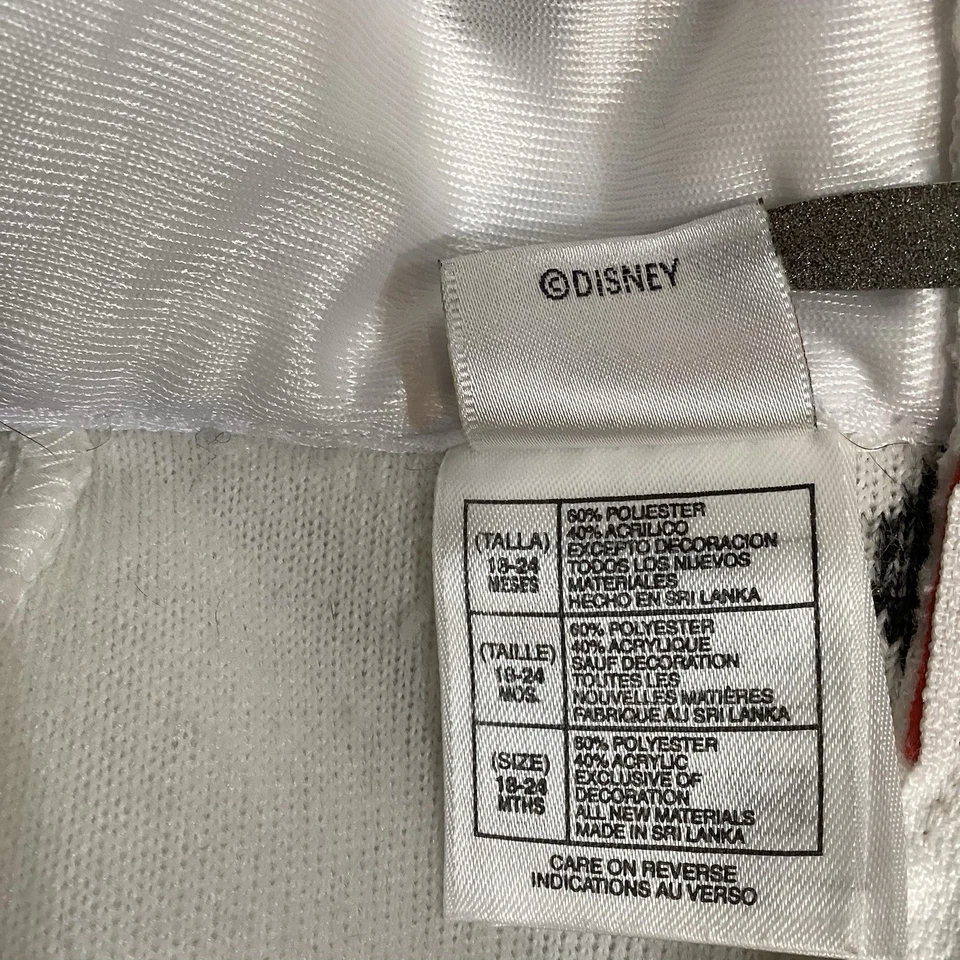 ©DISNEY
(TALLA)
18-24
MESES
60% POLIESTER
40% ACRILICO
EXCEPTO DECORACION
TODOS LOS NUEVOS
MATERIALES
HECHO EN SRI LANKA
(TAILLE)
18-24
MOS.
60% POLYESTER
40% ACRYLIQUE
SAUF DECORATION
TOUTES LES
NOUVELLES MATIÈRES
FABRIQUE AU SRI LANKA
(SIZE)
18-24
MTHS
60% POLYESTER
40% ACRYLIC
EXCLUSIVE OF
DECORATION
ALL NEW MATERIALS
MADE IN SRI LANKA
CARE ON REVERSE
INDICATIONS AU VERSO